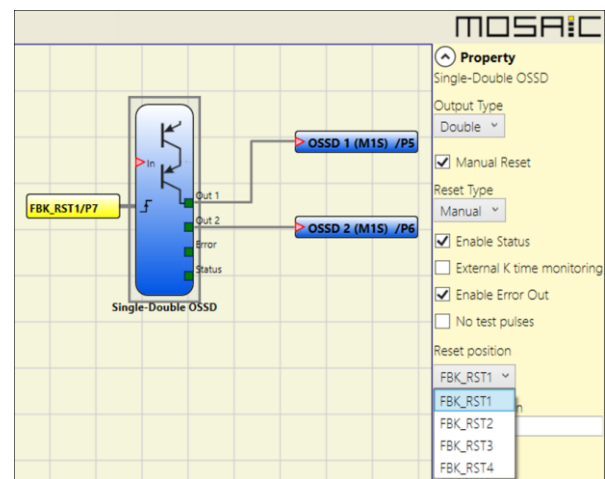 MOSAIC
Property
Single-Double OSSD
Output Type
Double
Manual Reset
Reset Type
Manual
Enable Status
External K time monitoring
Enable Error Out
No test pulses
Reset position
FBK_RST1
FBK_RST1
FBK_RST2
FBK_RST3
FBK_RST4
In
OSSD 1 (M1S) /P5
Out 1
FBK_RST1/P7
Out 2
OSSD 2 (M1S) /P6
Error
Status
Single-Double OSSD